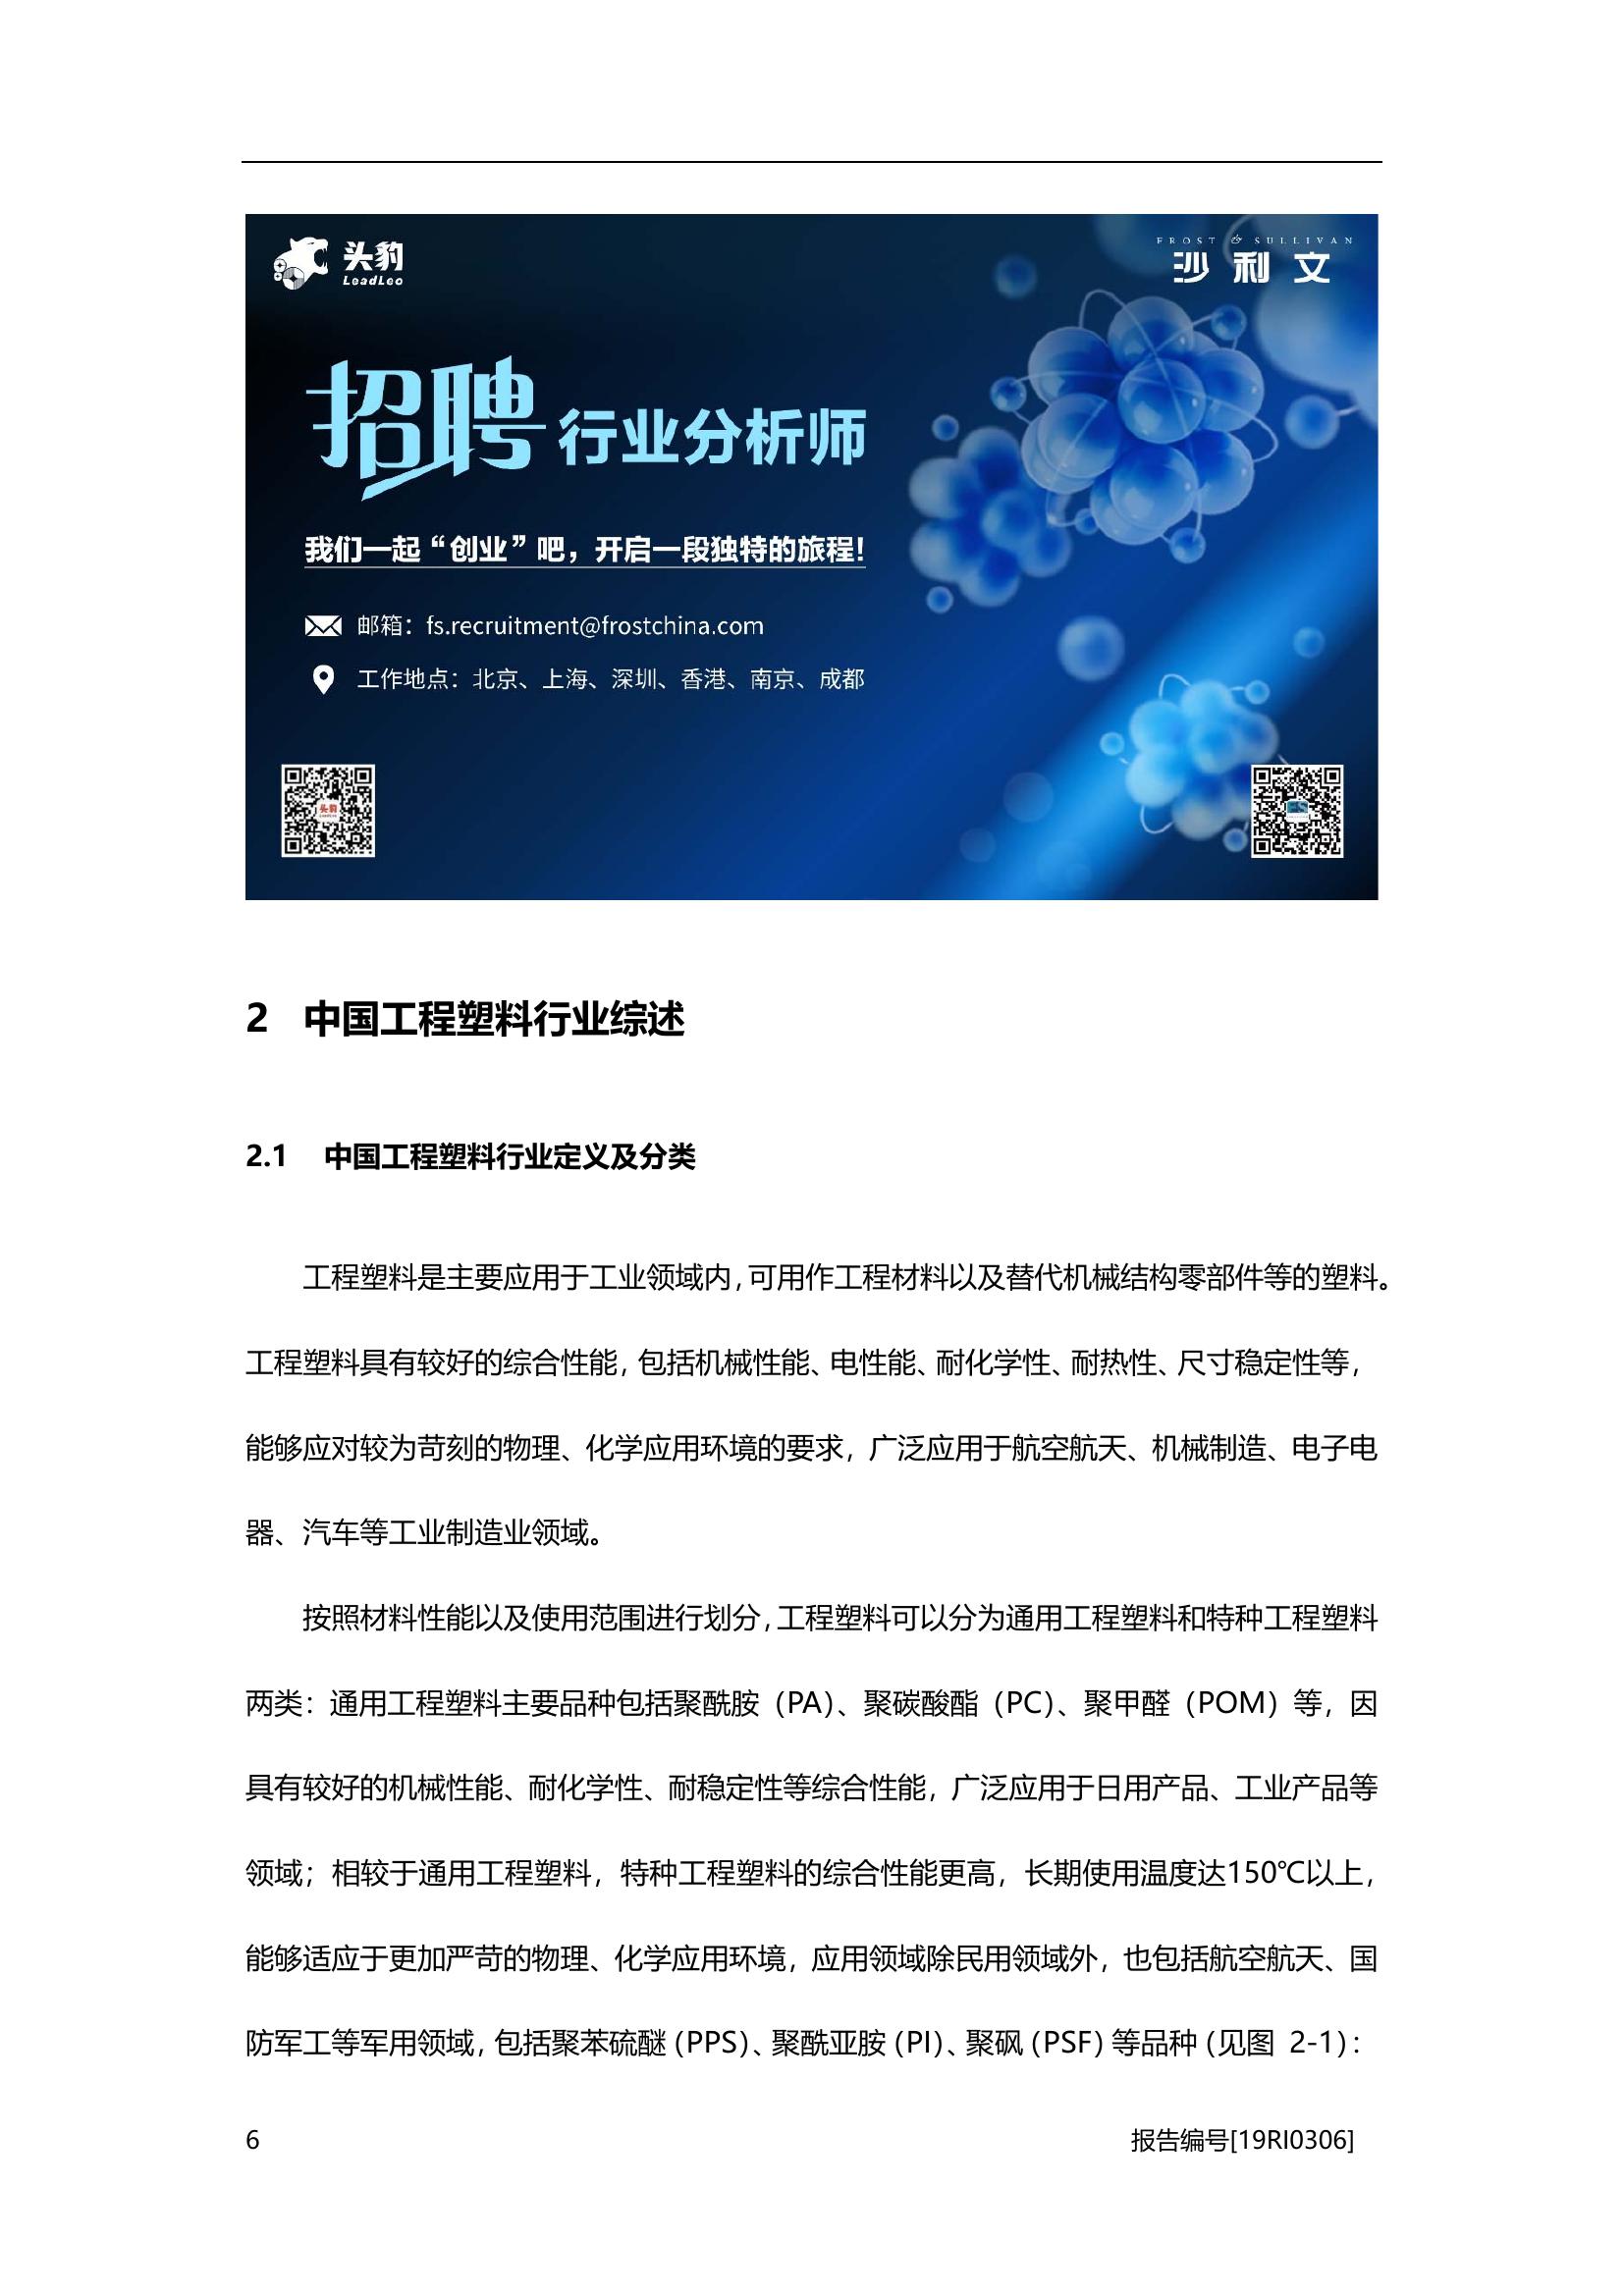 头豹
LeadLeo
FROST & SULLIVAN
沙利文
招聘 行业分析师
我们一起“创业”吧，开启一段独特的旅程！
邮箱：fs.recruitment@frostchina.com
工作地点：北京、上海、深圳、香港、南京、成都
头豹
2 中国工程塑料行业综述
2.1 中国工程塑料行业定义及分类
工程塑料是主要应用于工业领域内，可用作工程材料以及替代机械结构零部件等的塑料。
工程塑料具有较好的综合性能，包括机械性能、电性能、耐化学性、耐热性、尺寸稳定性等，
能够应对较为苛刻的物理、化学应用环境的要求，广泛应用于航空航天、机械制造、电子电
器、汽车等工业制造业领域。
按照材料性能以及使用范围进行划分，工程塑料可以分为通用工程塑料和特种工程塑料
两类：通用工程塑料主要品种包括聚酰胺（PA）、聚碳酸酯（PC）、聚甲醛（POM）等，因
具有较好的机械性能、耐化学性、耐稳定性等综合性能，广泛应用于日用产品、工业产品等
领域；相较于通用工程塑料，特种工程塑料的综合性能更高，长期使用温度达150℃以上，
能够适应于更加严苛的物理、化学应用环境，应用领域除民用领域外，也包括航空航天、国
防军工等军用领域，包括聚苯硫醚（PPS）、聚酰亚胺（PI）、聚砜（PSF）等品种（见图 2-1）：
6
报告编号[19RI0306]